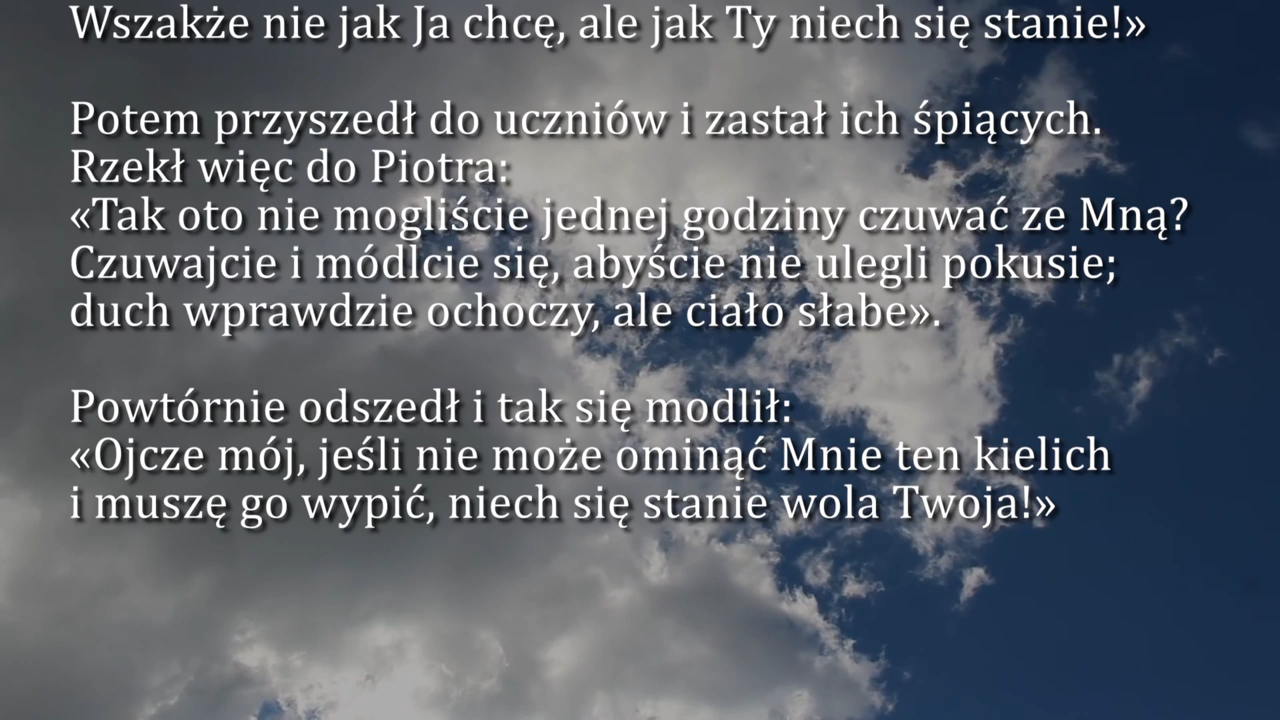 Wszakże nie jak Ja chcę, ale jak Ty niech się stanie!»
Potem przyszedł do uczniów i zastał ich śpiących.
Rzekł więc do Piotra:
«Tak oto nie mogliście jednej godziny czuwać ze Mną?
Czuwajcie i módlcie się, abyście nie ulegli pokusie;
duch wprawdzie ochoczy, ale ciało słabe».
Powtórnie odszedł i tak się modlił:
«Ojcze mój, jeśli nie może ominąć Mnie ten kielich
i muszę go wypić, niech się stanie wola Twoja!»